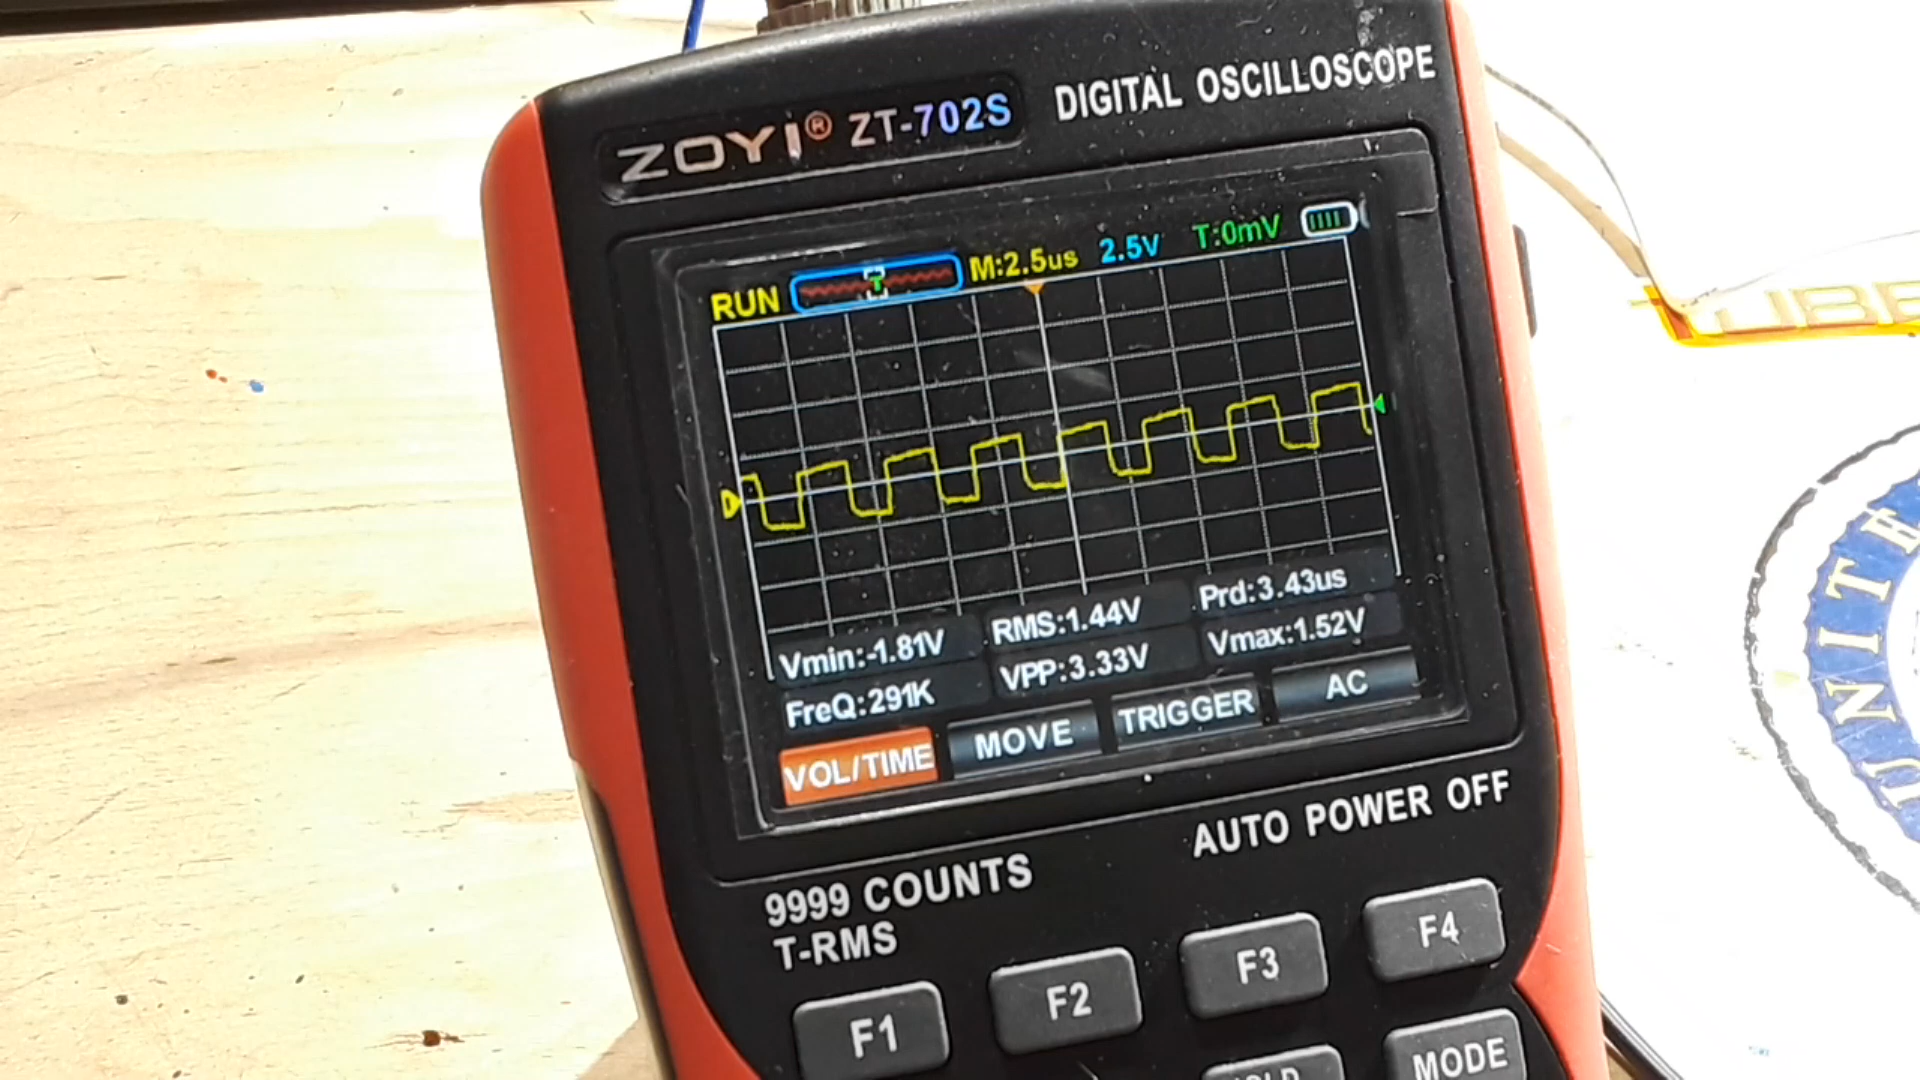 ZOYI® ZT-702S
DIGITAL OSCILLOSCOPE
RUN T M:2.5us 2.5V T:0mV
Vmin:-1.81V RMS:1.44V Prd:3.43us
FreQ:291K VPP:3.33V Vmax:1.52V
VOL/TIME MOVE TRIGGER AC
9999 COUNTS
T-RMS
AUTO POWER OFF
F1 F2 F3 F4
MODE
UNITE